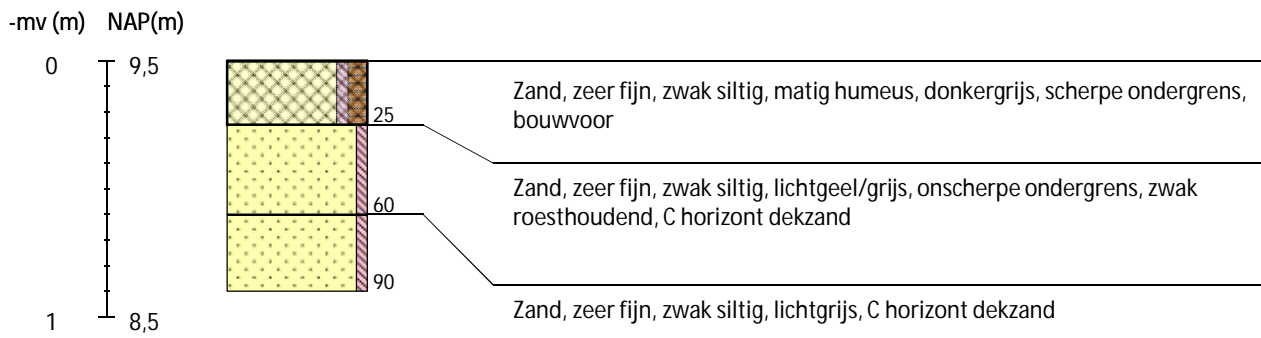 -mv (m) NAP(m)
0 9,5
Zand, zeer fijn, zwak siltig, matig humeus, donkergrijs, scherpe ondergrens,
bouwvoor
25
Zand, zeer fijn, zwak siltig, lichtgeel/grijs, onscherpe ondergrens, zwak
roesthoudend, C horizont dekzand
60
90
Zand, zeer fijn, zwak siltig, lichtgrijs, C horizont dekzand
1 8,5